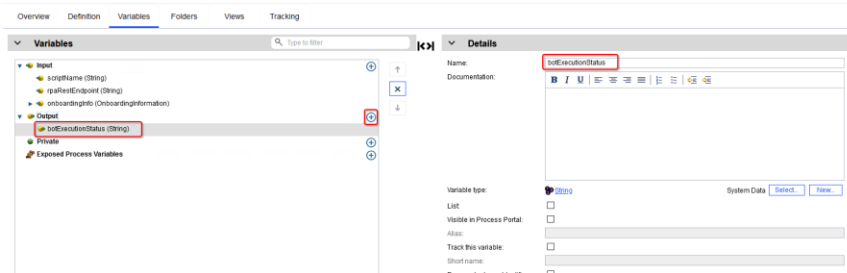 Overview Definition Variables Folders Views Tracking
Variables
Type to filter
Input
scriptName (String)
rpaRestEndpoint (String)
onboardingInfo (OnboardingInformation)
Output
botExecutionStatus (String)
Private
Exposed Process Variables
Details
Name: botExecutionStatus
Documentation:
B I U
Variable type: String System Data Select... New...
List:
Visible in Process Portal:
Alias:
Track this variable:
Short name: